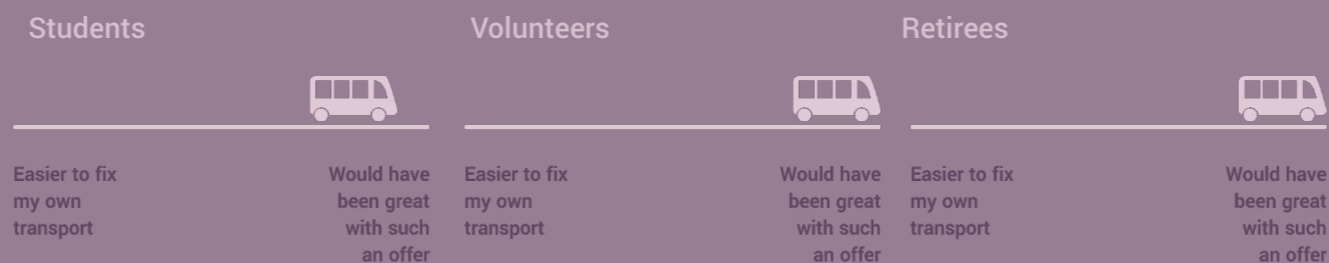 Students
Easier to fix
my own
transport
Would have
been great
with such
an offer
Volunteers
Easier to fix
my own
transport
Would have
been great
with such
an offer
Retirees
Easier to fix
my own
transport
Would have
been great
with such
an offer